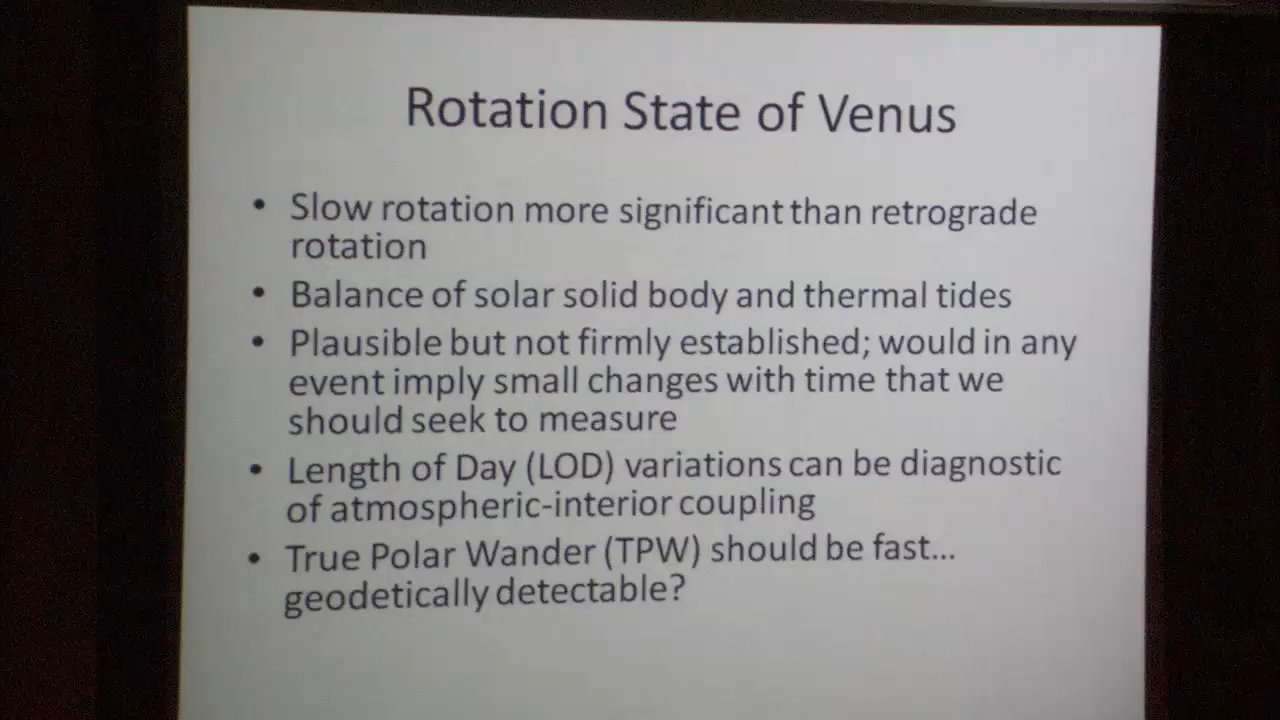 Rotation State of Venus
• Slow rotation more significant than retrograde
rotation
• Balance of solar solid body and thermal tides
• Plausible but not firmly established; would in any
event imply small changes with time that we
should seek to measure
• Length of Day (LOD) variations can be diagnostic
of atmospheric-interior coupling
• True Polar Wander (TPW) should be fast...
geodetically detectable?